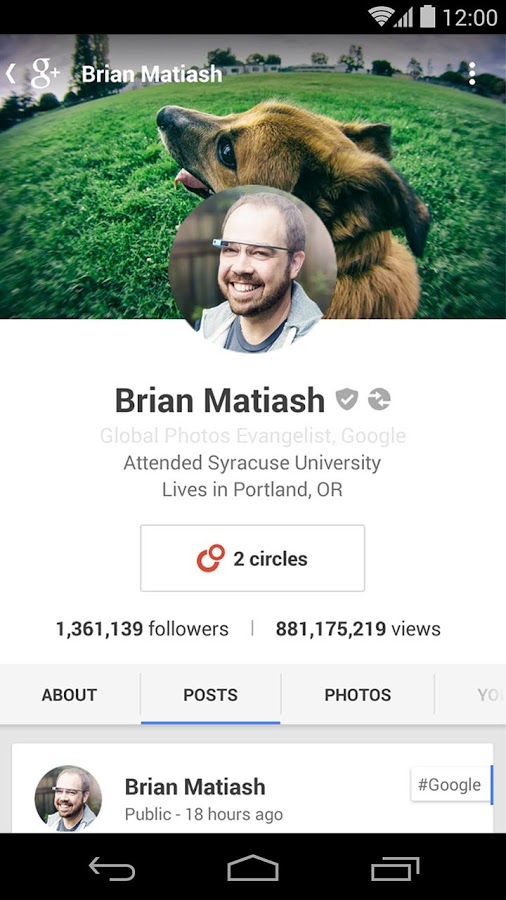 12:00
g+ Brian Matiash
Brian Matiash
Global Photos Evangelist, Google
Attended Syracuse University
Lives in Portland, OR
2 circles
1,361,139 followers | 881,175,219 views
ABOUT POSTS PHOTOS YO
Brian Matiash
#Google
Public - 18 hours ago